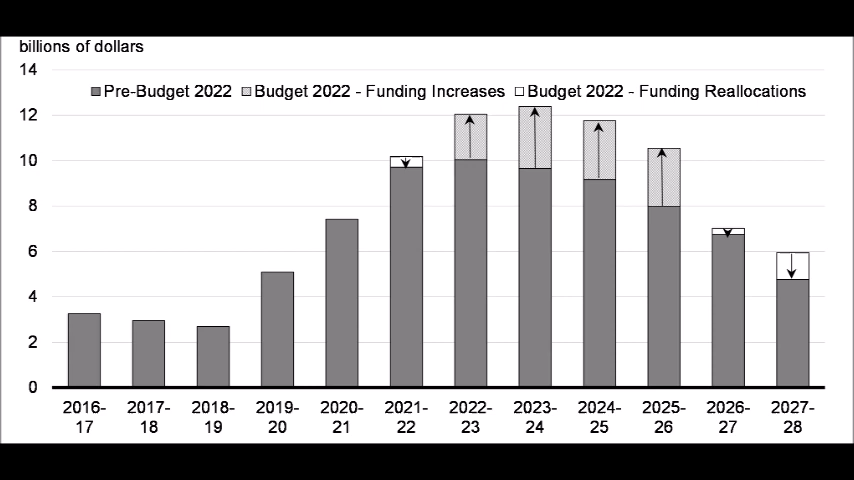 billions of dollars
14
Pre-Budget 2022 Budget 2022 - Funding Increases Budget 2022 - Funding Reallocations
12
10
8
6
4
2
0
2016- 2017- 2018- 2019- 2020- 2021- 2022- 2023- 2024- 2025- 2026- 2027-
17 18 19 20 21 22 23 24 25 26 27 28